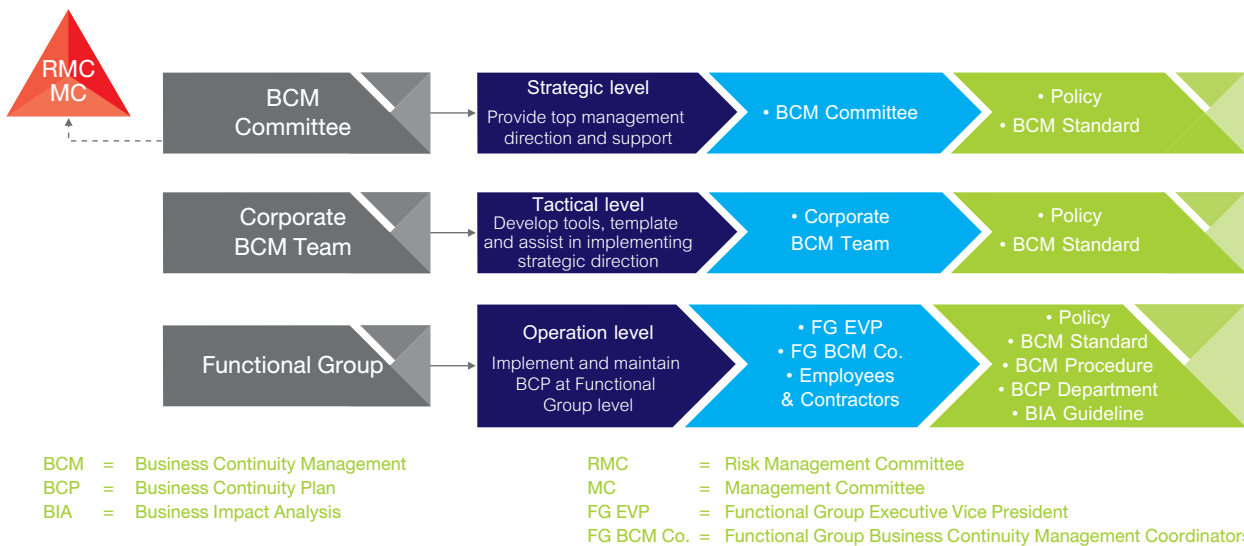 RMC
MC
BCM
Committee
Strategic level
Provide top management
direction and support
• BCM Committee
• Policy
• BCM Standard
Corporate
BCM Team
Tactical level
Develop tools, template
and assist in implementing
strategic direction
• Corporate
BCM Team
• Policy
• BCM Standard
Functional Group
Operation level
Implement and maintain
BCP at Functional
Group level
• FG EVP
• FG BCM Co.
• Employees
& Contractors
• Policy
• BCM Standard
• BCM Procedure
• BCP Department
• BIA Guideline
BCM = Business Continuity Management
BCP = Business Continuity Plan
BIA = Business Impact Analysis
RMC = Risk Management Committee
MC = Management Committee
FG EVP = Functional Group Executive Vice President
FG BCM Co. = Functional Group Business Continuity Management Coordinators